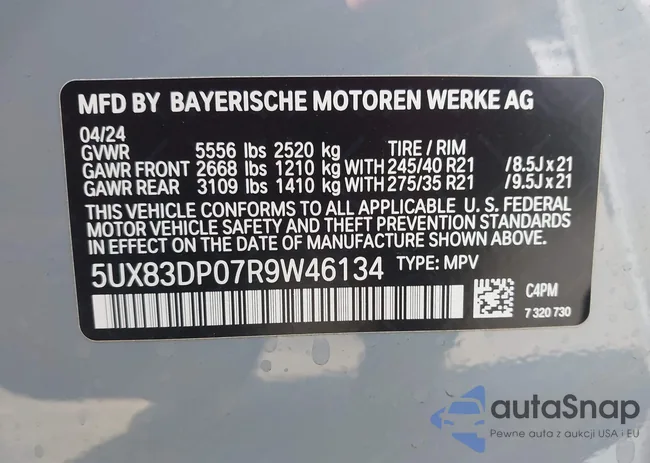 MFD BY BAYERISCHE MOTOREN WERKE AG
04/24
GVWR 5556 lbs 2520 kg TIRE / RIM
GAWR FRONT 2668 lbs 1210 kg WITH 245/40 R21 /8.5J x 21
GAWR REAR 3109 lbs 1410 kg WITH 275/35 R21 /9.5J x 21
THIS VEHICLE CONFORMS TO ALL APPLICABLE U. S. FEDERAL
MOTOR VEHICLE SAFETY AND THEFT PREVENTION STANDARDS
IN EFFECT ON THE DATE OF MANUFACTURE SHOWN ABOVE.
5UX83DP07R9W46134 TYPE: MPV
C4PM
7 320 730
autaSnap
Pewne auta z aukcji USA i EU